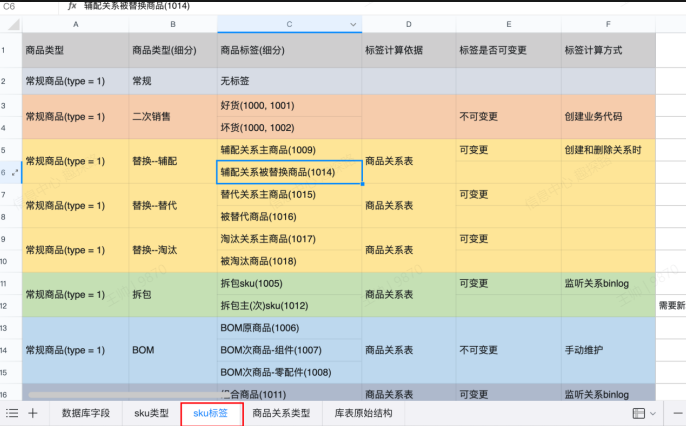 C6 fx 辅配关系被替换商品(1014)
A B C D E F
1 商品类型 商品类型(细分) 商品标签(细分) 标签计算依据 标签是否可变更 标签计算方式
2 常规商品(type = 1) 常规 无标签
3 好货(1000, 1001)
常规商品(type = 1) 二次销售 不可变更 创建业务代码
4 坏货(1000, 1002)
5 辅配关系主商品(1009) 可变更 创建和删除关系时
常规商品(type = 1) 替换--辅配 商品关系表
6 辅配关系被替换商品(1014)
7 替代关系主商品(1015) 可变更
常规商品(type = 1) 替换--替代 商品关系表
8 被替代商品(1016)
9 淘汰关系主商品(1017) 可变更
常规商品(type = 1) 替换--淘汰 商品关系表
10 被淘汰商品(1018)
11 拆包sku(1005) 可变更 监听关系binlog
常规商品(type = 1) 拆包 商品关系表
12 拆包主(次)sku(1012) 需要新
13 BOM原商品(1006)
14 常规商品(type = 1) BOM BOM次商品-组件(1007) 商品关系表 不可变更 手动维护
15 BOM次商品-零配件(1008)
16 组合商品(1011) 商品关系表 可变更 监听关系binlog
数据库字段 sku类型 sku标签 商品关系类型 库表原始结构